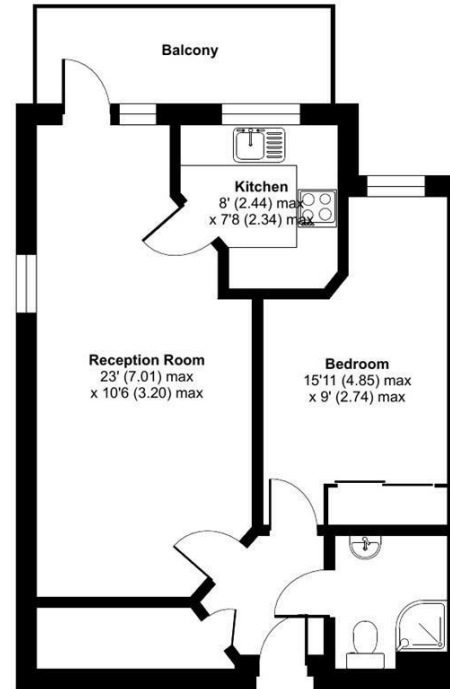 Balcony
Kitchen
8' (2.44) max
x 7'8 (2.34) max
Reception Room
23' (7.01) max
x 10'6 (3.20) max
Bedroom
15'11 (4.85) max
x 9' (2.74) max